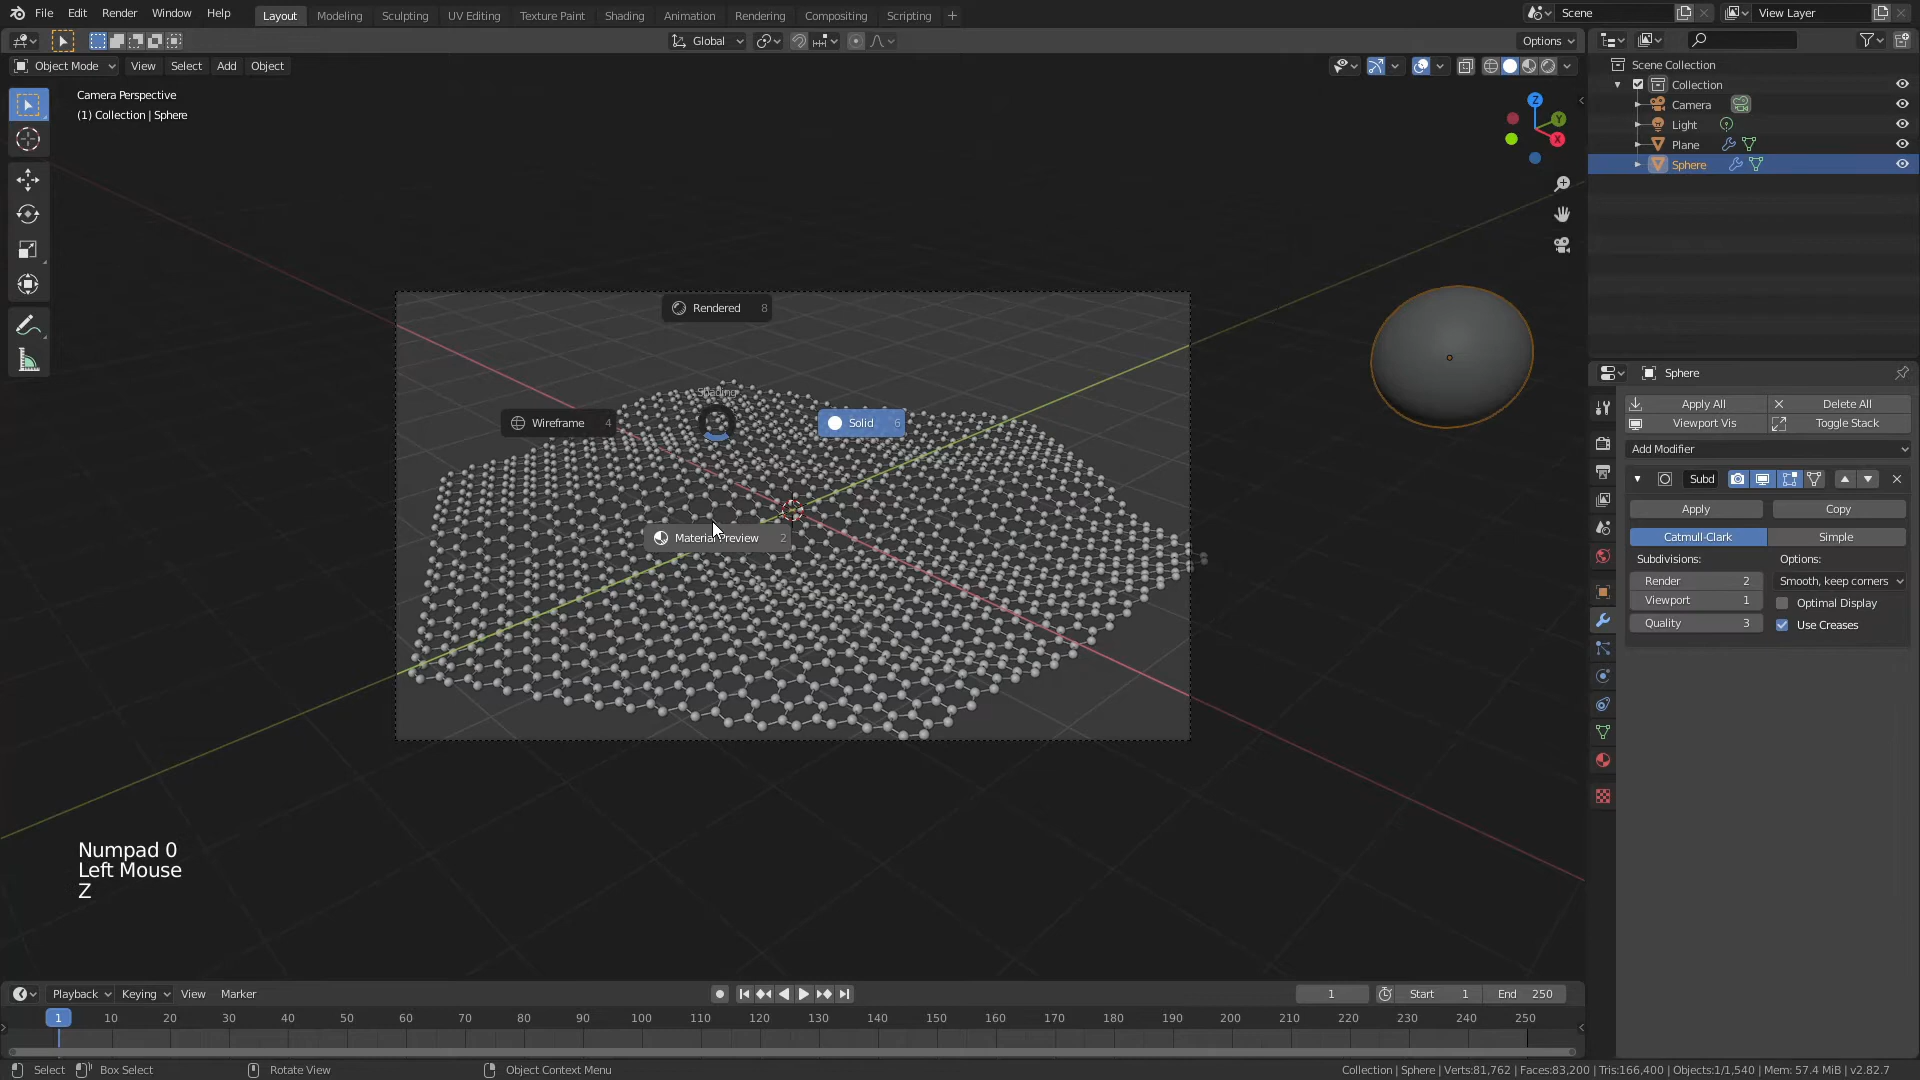 File Edit Render Window Help Layout Modeling Sculpting UV Editing Texture Paint Shading Animation Rendering Compositing Scripting + Scene View Layer
Global Options
Object Mode View Select Add Object
Camera Perspective
(1) Collection | Sphere
Z
Y
X
Scene Collection
Collection
Camera
Light
Plane
Sphere
Rendered 8
Shading
Wireframe 4
Solid 6
Material Preview 2
Sphere
Apply All Delete All
Viewport Vis Toggle Stack
Add Modifier
Subd
Apply Copy
Catmull-Clark Simple
Subdivisions: Options:
Render 2 Smooth, keep corners
Viewport 1 Optimal Display
Quality 3 Use Creases
Numpad 0
Left Mouse
Z
Playback Keying View Marker 1 Start 1 End 250
1 10 20 30 40 50 60 70 80 90 100 110 120 130 140 150 160 170 180 190 200 210 220 230 240 250
Select Box Select Rotate View Object Context Menu Collection | Sphere | Verts:81,762 | Faces:83,200 | Tris:166,400 | Objects:1/1,540 | Mem: 57.4 MiB | v2.82.7